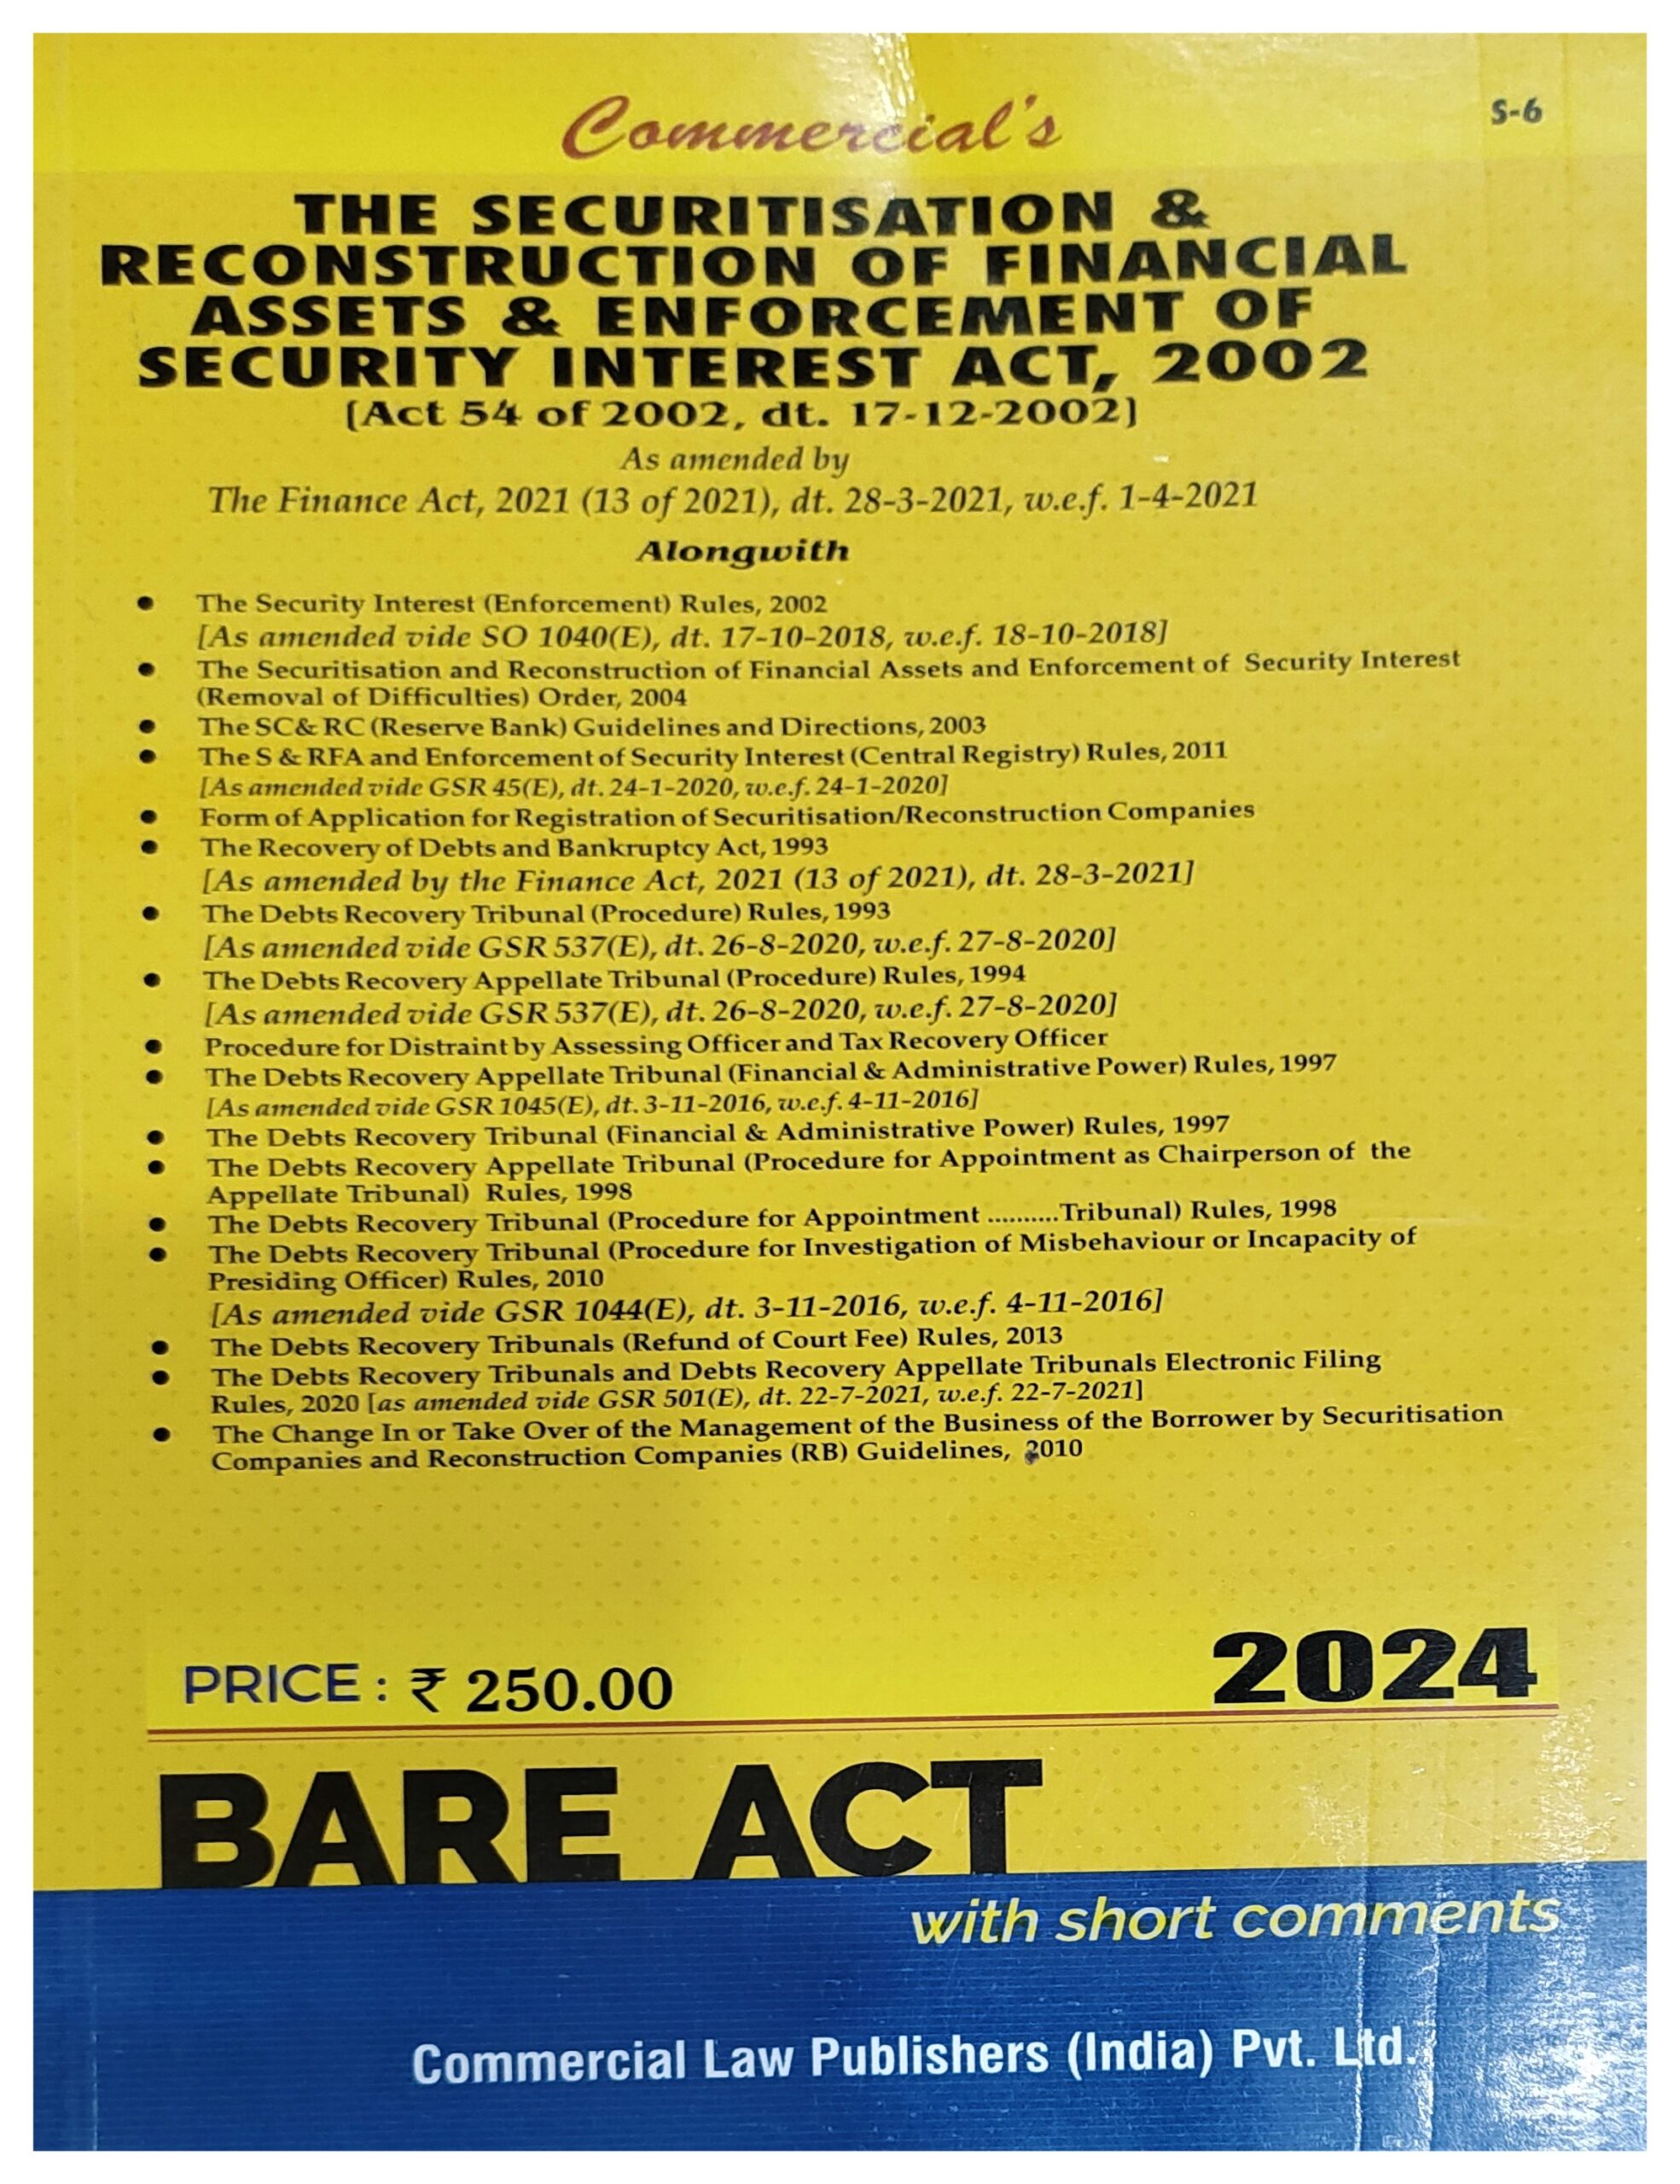 Commercial's
S-6
THE SECURITISATION &
RECONSTRUCTION OF FINANCIAL
ASSETS & ENFORCEMENT OF
SECURITY INTEREST ACT, 2002
[Act 54 of 2002, dt. 17-12-2002]
As amended by
The Finance Act, 2021 (13 of 2021), dt. 28-3-2021, w.e.f. 1-4-2021
Alongwith
• The Security Interest (Enforcement) Rules, 2002
[As amended vide SO 1040(E), dt. 17-10-2018, w.e.f. 18-10-2018]
• The Securitisation and Reconstruction of Financial Assets and Enforcement of Security Interest
(Removal of Difficulties) Order, 2004
• The SC& RC (Reserve Bank) Guidelines and Directions, 2003
• The S & RFA and Enforcement of Security Interest (Central Registry) Rules, 2011
[As amended vide GSR 45(E), dt. 24-1-2020, w.e.f. 24-1-2020]
• Form of Application for Registration of Securitisation/Reconstruction Companies
• The Recovery of Debts and Bankruptcy Act, 1993
[As amended by the Finance Act, 2021 (13 of 2021), dt. 28-3-2021]
• The Debts Recovery Tribunal (Procedure) Rules, 1993
[As amended vide GSR 537(E), dt. 26-8-2020, w.e.f. 27-8-2020]
• The Debts Recovery Appellate Tribunal (Procedure) Rules, 1994
[As amended vide GSR 537(E), dt. 26-8-2020, w.e.f. 27-8-2020]
• Procedure for Distraint by Assessing Officer and Tax Recovery Officer
• The Debts Recovery Appellate Tribunal (Financial & Administrative Power) Rules, 1997
[As amended vide GSR 1045(E), dt. 3-11-2016, w.e.f. 4-11-2016]
• The Debts Recovery Tribunal (Financial & Administrative Power) Rules, 1997
• The Debts Recovery Appellate Tribunal (Procedure for Appointment as Chairperson of the
Appellate Tribunal) Rules, 1998
• The Debts Recovery Tribunal (Procedure for Appointment ..........Tribunal) Rules, 1998
• The Debts Recovery Tribunal (Procedure for Investigation of Misbehaviour or Incapacity of
Presiding Officer) Rules, 2010
[As amended vide GSR 1044(E), dt. 3-11-2016, w.e.f. 4-11-2016]
• The Debts Recovery Tribunals (Refund of Court Fee) Rules, 2013
• The Debts Recovery Tribunals and Debts Recovery Appellate Tribunals Electronic Filing
Rules, 2020 [as amended vide GSR 501(E), dt. 22-7-2021, w.e.f. 22-7-2021]
• The Change In or Take Over of the Management of the Business of the Borrower by Securitisation
Companies and Reconstruction Companies (RB) Guidelines, 2010
PRICE : ₹ 250.00
2024
BARE ACT
with short comments
Commercial Law Publishers (India) Pvt. Ltd.